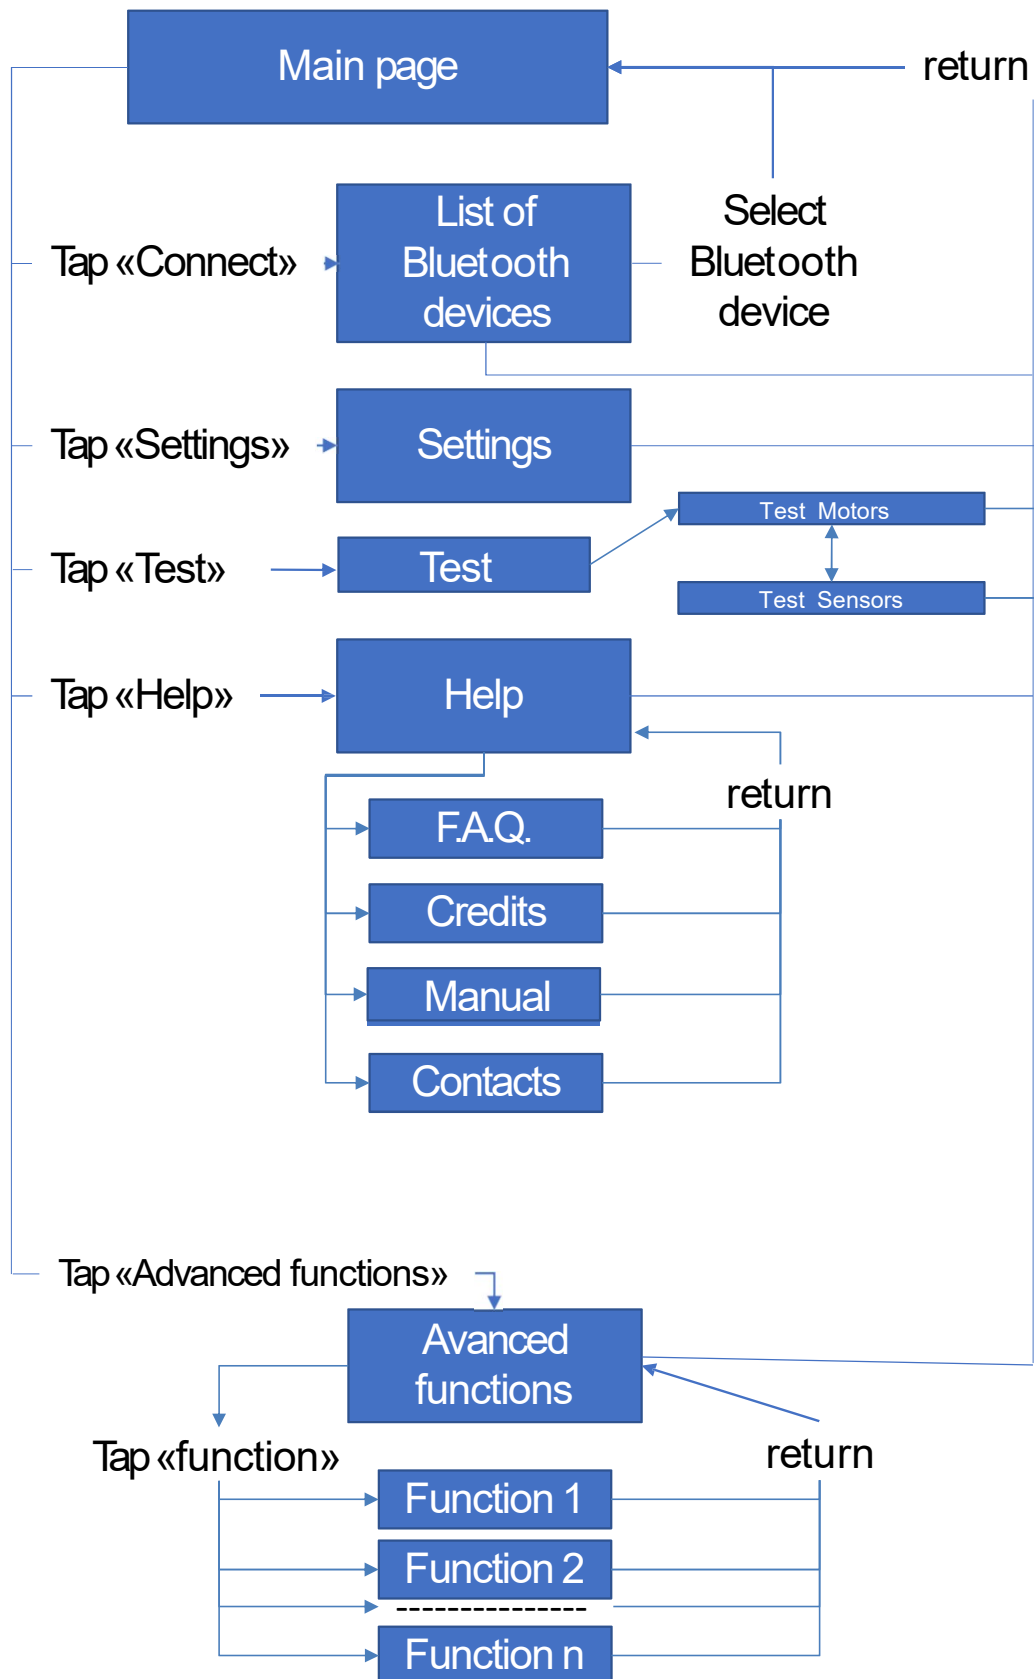 Main page
return
Tap «Connect»
List of
Bluetooth
devices
Select
Bluetooth
device
Tap «Settings»
Settings
Tap «Test»
Test
Test Motors
Test Sensors
Tap «Help»
Help
return
F.A.Q.
Credits
Manual
Contacts
Tap «Advanced functions»
Avanced
functions
Tap «function»
return
Function 1
Function 2
--------------
Function n